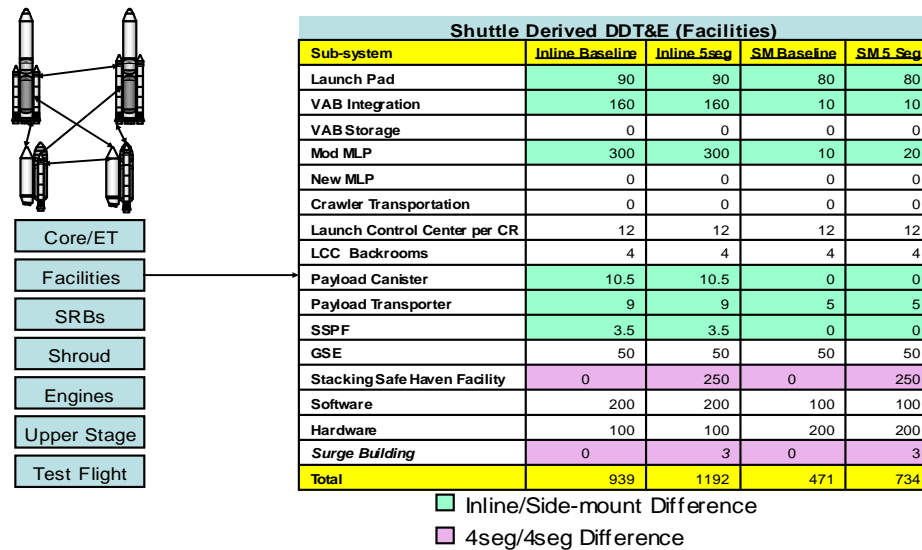 Shuttle Derived DDT&E (Facilities)
Sub-system Inline Baseline Inline 5seg SM Baseline SM 5 Seg
Launch Pad 90 90 80 80
VAB Integration 160 160 10 10
VAB Storage 0 0 0 0
Mod MLP 300 300 10 20
New MLP 0 0 0 0
Crawler Transportation 0 0 0 0
Launch Control Center per CR 12 12 12 12
LCC Backrooms 4 4 4 4
Payload Canister 10.5 10.5 0 0
Payload Transporter 9 9 5 5
SSPF 3.5 3.5 0 0
GSE 50 50 50 50
Stacking Safe Haven Facility 0 250 0 250
Software 200 200 100 100
Hardware 100 100 200 200
Surge Building 0 3 0 3
Total 939 1192 471 734
Core/ET
Facilities
SRBs
Shroud
Engines
Upper Stage
Test Flight
Inline/Side-mount Difference
4seg/4seg Difference